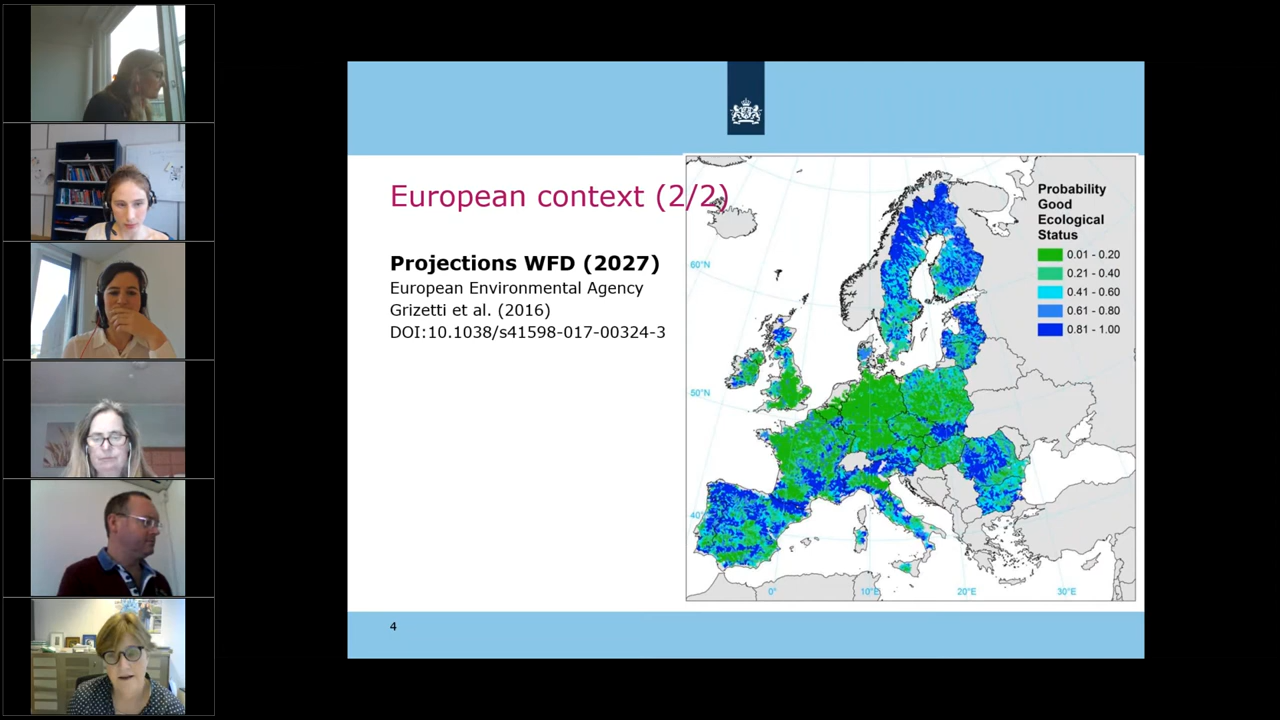 European context (2/2)
Projections WFD (2027)
European Environmental Agency
Grizetti et al. (2016)
DOI:10.1038/s41598-017-00324-3
Probability
Good
Ecological
Status
0.01 - 0.20
0.21 - 0.40
0.41 - 0.60
0.61 - 0.80
0.81 - 1.00
60°N
50°N
40°
0°
10°E
20°E
30°E
4